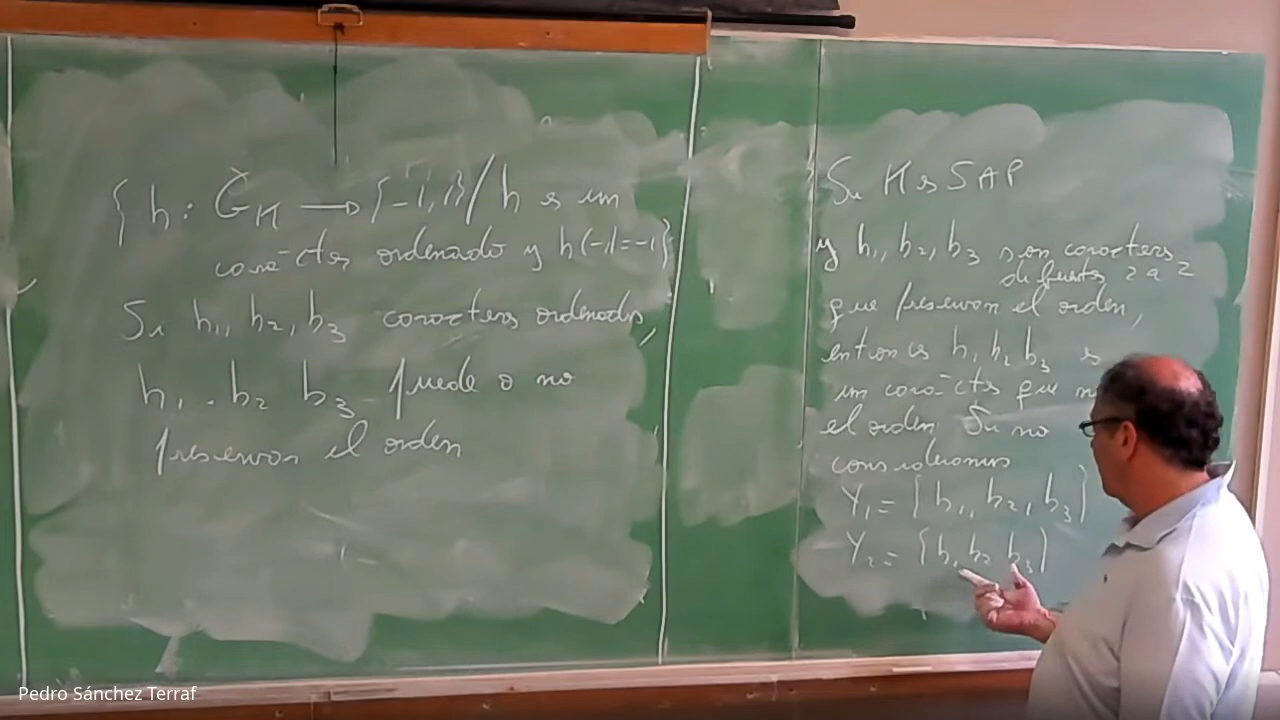 { h : Ğ_K → {-1,1} / h es un
carácter ordenado y h(-1)=-1}
Si h₁, h₂, h₃ caracteres ordenados,
h₁ . h₂ h₃ puede o no
preservar el orden
Si K es SAP
y h₁, h₂, h₃ son caracteres
diferentes 2 a 2
que preservan el orden,
entonces h₁ h₂ h₃ es
un carácter que no
el orden Si no
consideramos
Y₁ = {h₁, h₂, h₃}
Y₂ = {h₁ h₂ h₃}
Pedro Sánchez Terraf